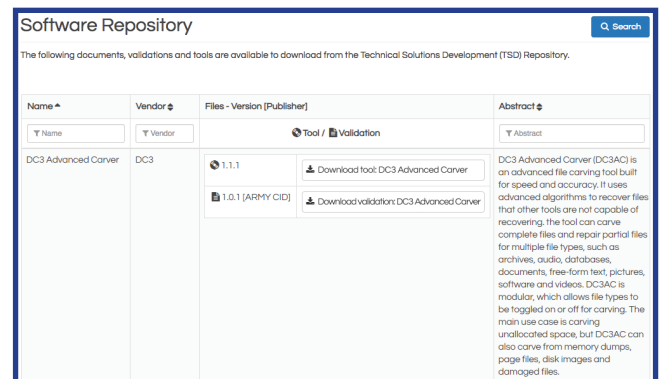 Software Repository
Search
The following documents, validations and tools are available to download from the Technical Solutions Development (TSD) Repository.
Name
Vendor
Files - Version [Publisher]
Abstract
Name
Vendor
Tool / Validation
Abstract
DC3 Advanced Carver
DC3
1.1.1
Download tool: DC3 Advanced Carver
1.0.1 [ARMY CID]
Download validation: DC3 Advanced Carver
DC3 Advanced Carver (DC3AC) is
an advanced file carving tool built
for speed and accuracy. It uses
advanced algorithms to recover files
that other tools are not capable of
recovering. the tool can carve
complete files and repair partial files
for multiple file types, such as
archives, audio, databases,
documents, free-form text, pictures,
software and videos. DC3AC is
modular, which allows file types to
be toggled on or off for carving. The
main use case is carving
unallocated space, but DC3AC can
also carve from memory dumps,
page files, disk images and
damaged files.